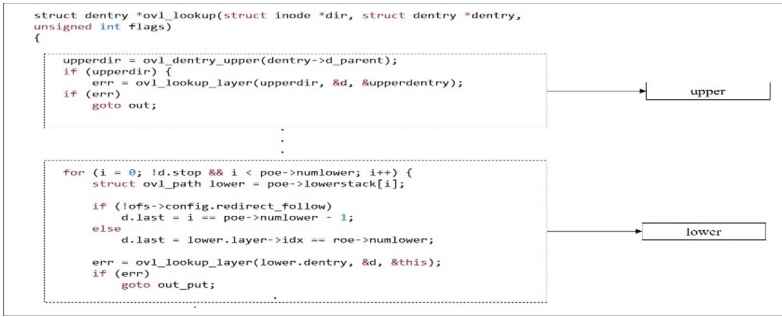 struct dentry *ovl_lookup(struct inode *dir, struct dentry *dentry,
unsigned int flags)
{
upperdir = ovl_dentry_upper(dentry->d_parent);
if (upperdir) {
err = ovl_lookup_layer(upperdir, &d, &upperdentry);
if (err)
goto out;
upper
for (i = 0; !d.stop && i < poe->numlower; i++) {
struct ovl_path lower = poe->lowerstack[i];
if (!ofs->config.redirect_follow)
d.last = i == poe->numlower - 1;
else
d.last = lower.layer->idx == roe->numlower;
lower
err = ovl_lookup_layer(lower.dentry, &d, &this);
if (err)
goto out_put;